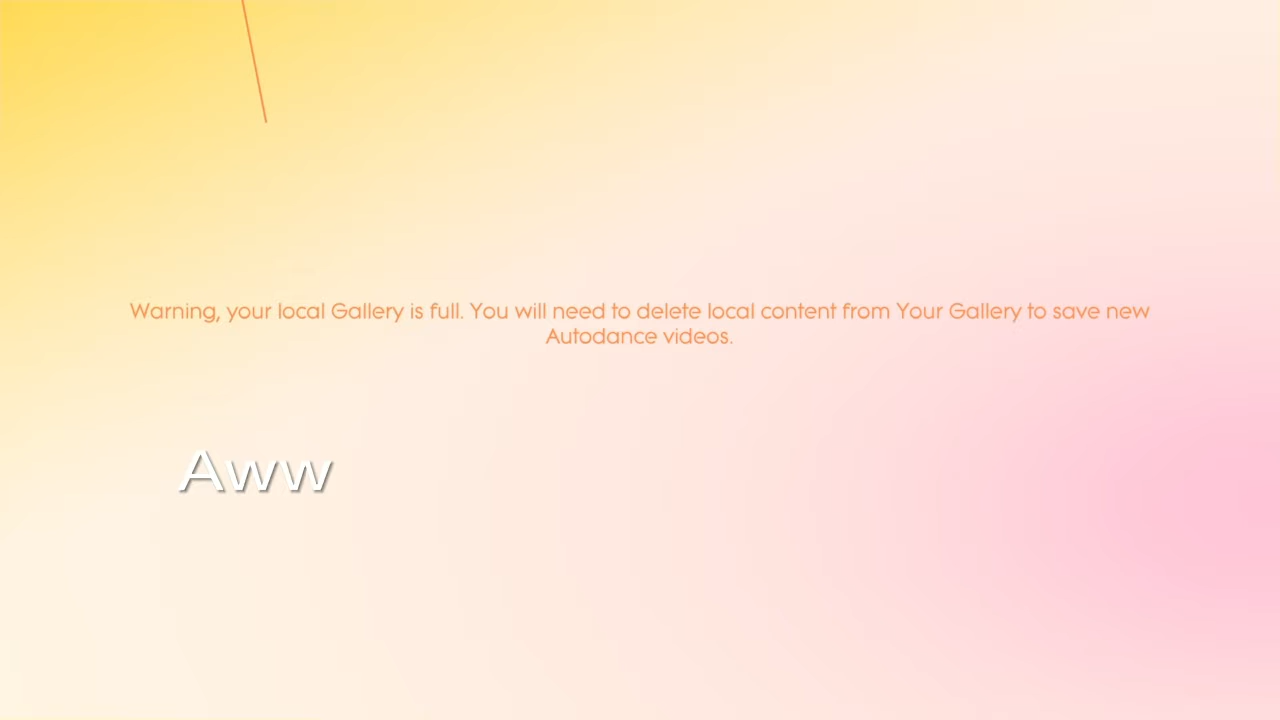 Warning, your local Gallery is full. You will need to delete local content from Your Gallery to save new
Autodance videos.
Aww